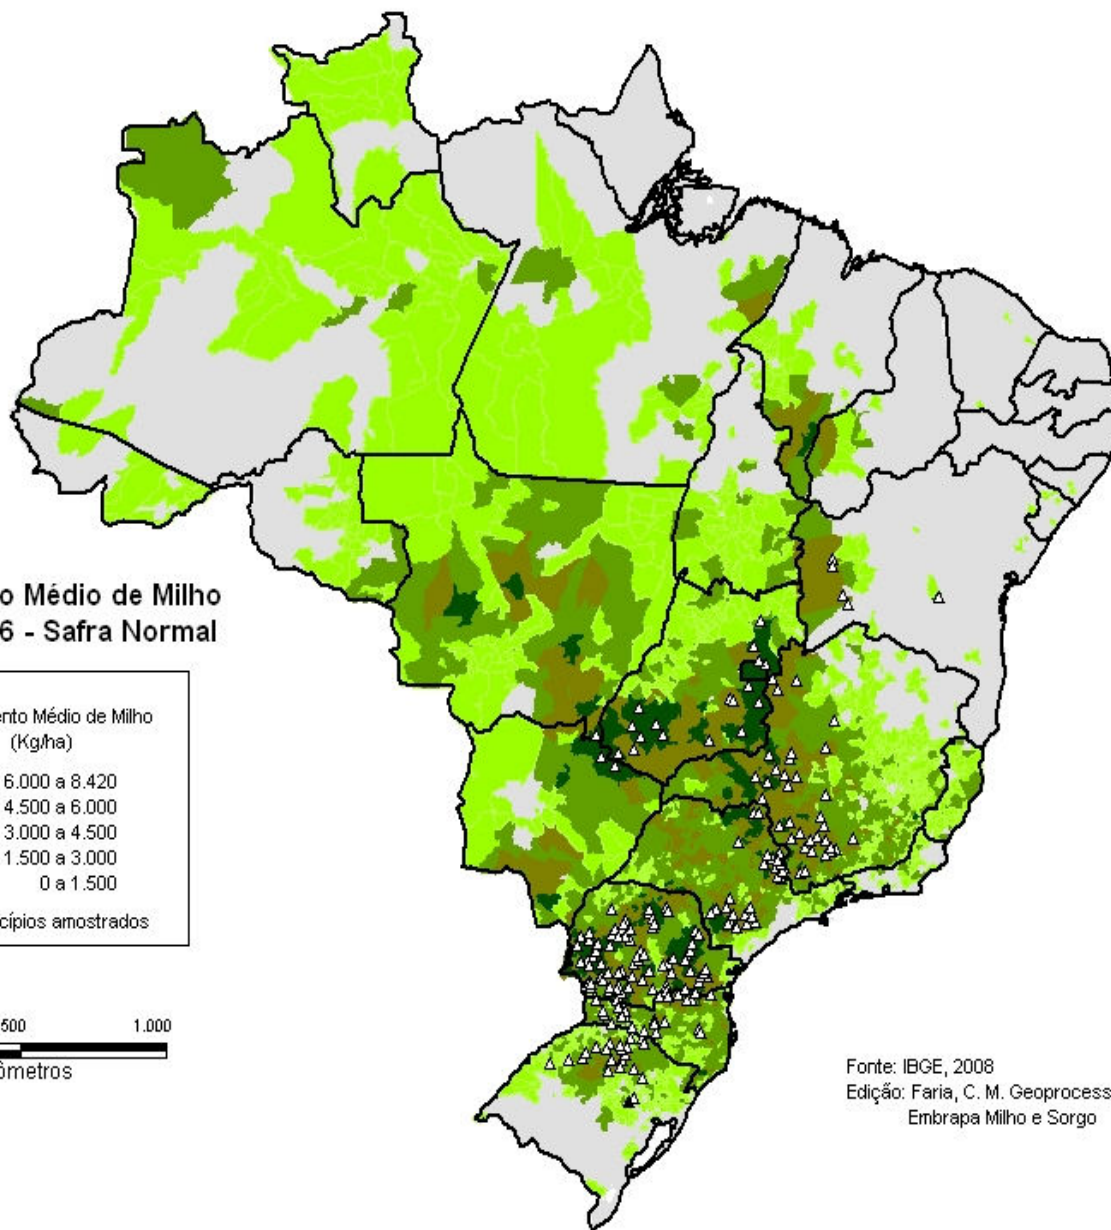 o Médio de Milho
6 - Safra Normal
ento Médio de Milho
(Kg/ha)
6.000 a 8.420
4.500 a 6.000
3.000 a 4.500
1.500 a 3.000
0 a 1.500
cípios amostrados
500 1.000
ômetros
Fonte: IBGE, 2008
Edição: Faria, C. M. Geoprocess
Embrapa Milho e Sorgo